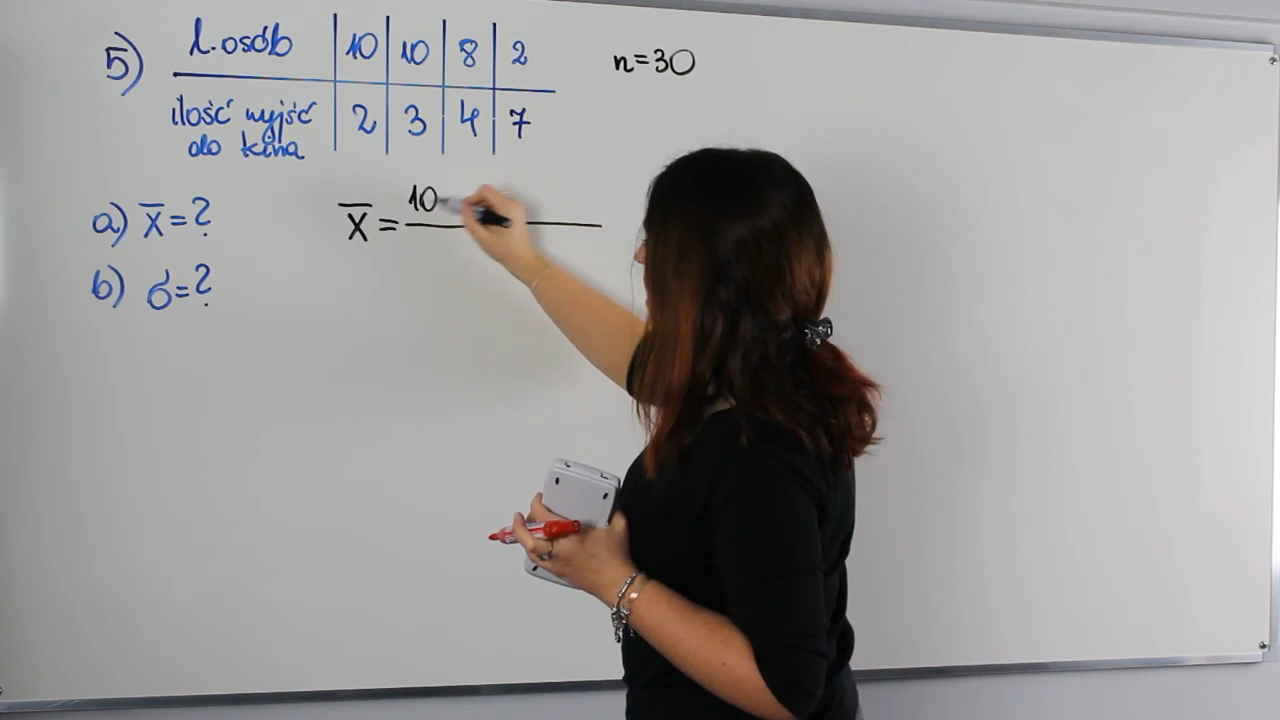 5) l. osób 10 10 8 2 n=30
ilość wyjść do kina 2 3 4 7
a) x̄=? x̄= 10
b) σ=?